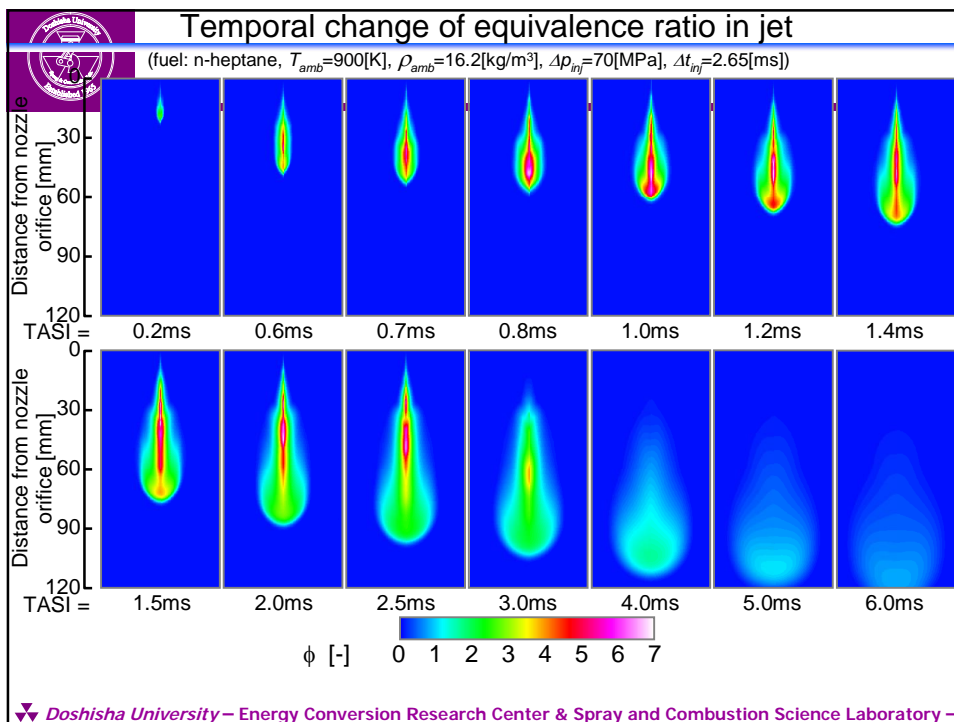 Temporal change of equivalence ratio in jet
Doshisha University
(fuel: n-heptane, Tamb=900[K], ρamb=16.2[kg/m³], Δpinj=70[MPa], Δtinj=2.65[ms])
Distance from nozzle
orifice [mm]
0
30
60
90
120
TASI = 0.2ms 0.6ms 0.7ms 0.8ms 1.0ms 1.2ms 1.4ms
Distance from nozzle
orifice [mm]
0
30
60
90
120
TASI = 1.5ms 2.0ms 2.5ms 3.0ms 4.0ms 5.0ms 6.0ms
ϕ [-] 0 1 2 3 4 5 6 7
Doshisha University – Energy Conversion Research Center & Spray and Combustion Science Laboratory –